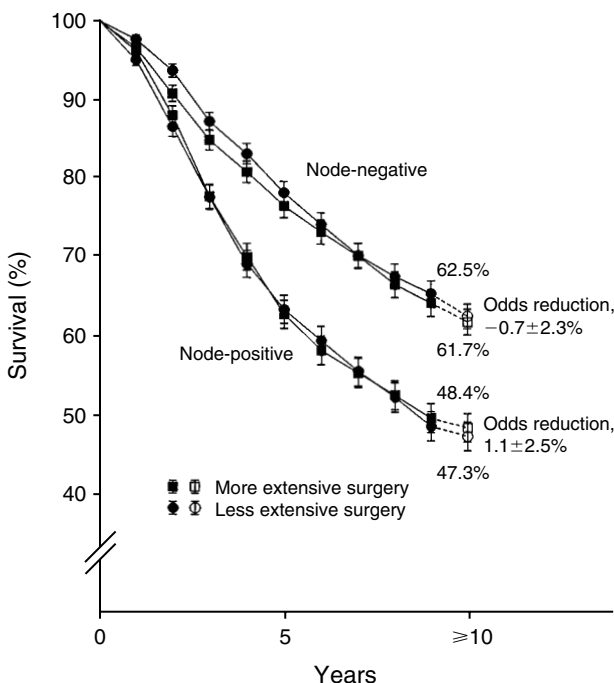 100
90
80
70
60
50
40
Survival (%)
Node-negative
Node-positive
62.5%
Odds reduction,
−0.7±2.3%
61.7%
48.4%
Odds reduction,
1.1±2.5%
47.3%
More extensive surgery
Less extensive surgery
0
5
⩾10
Years